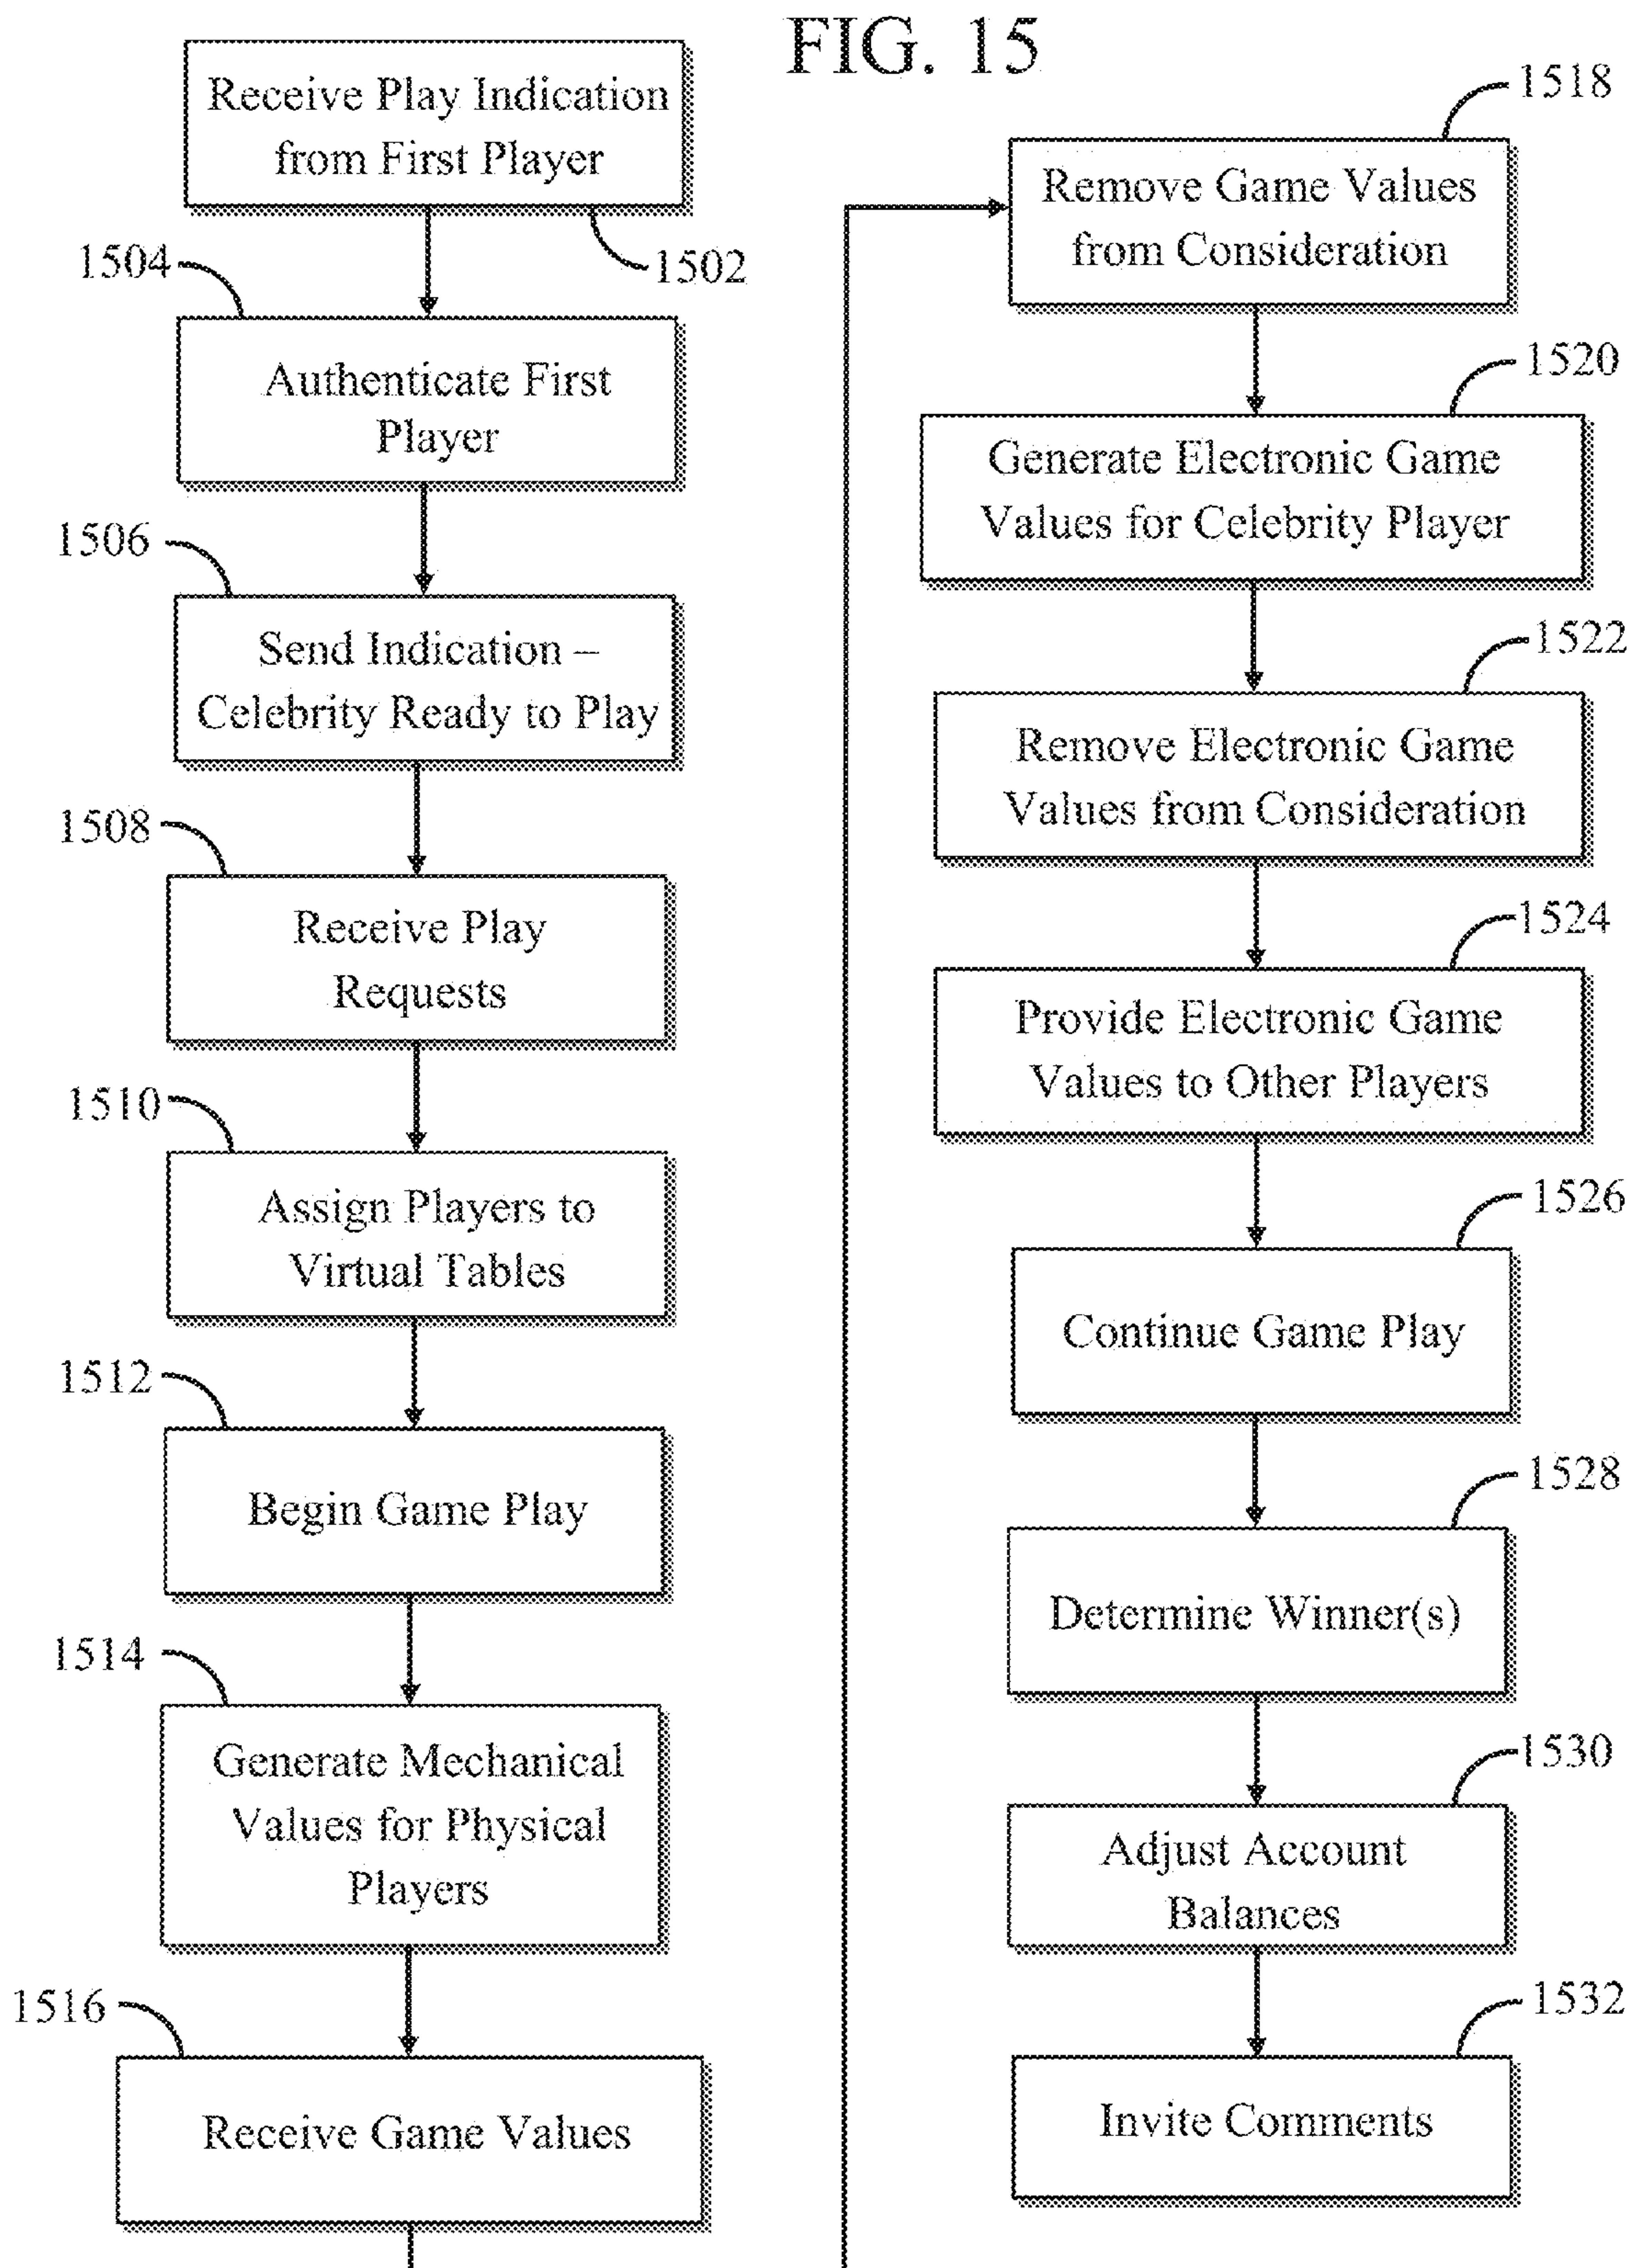 FIG. 15
Receive Play Indication
from First Player
1502
1504
Authenticate First
Player
1506
Send Indication –
Celebrity Ready to Play
1508
Receive Play
Requests
1510
Assign Players to
Virtual Tables
1512
Begin Game Play
1514
Generate Mechanical
Values for Physical
Players
1516
Receive Game Values
1518
Remove Game Values
from Consideration
1520
Generate Electronic Game
Values for Celebrity Player
1522
Remove Electronic Game
Values from Consideration
1524
Provide Electronic Game
Values to Other Players
1526
Continue Game Play
1528
Determine Winner(s)
1530
Adjust Account
Balances
1532
Invite Comments